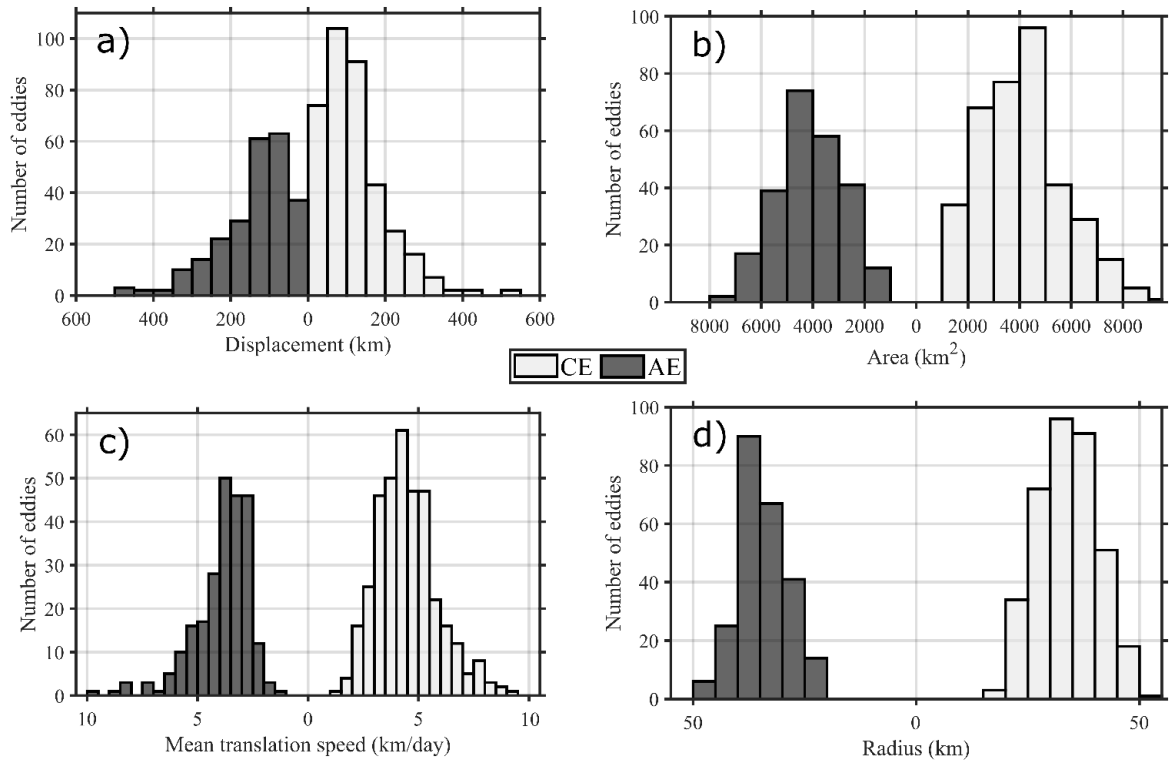 a)
Number of eddies
100
80
60
40
20
0
600 400 200 0 200 400 600
Displacement (km)
b)
Number of eddies
100
80
60
40
20
0
8000 6000 4000 2000 0 2000 4000 6000 8000
Area (km²)
CE AE
c)
Number of eddies
60
50
40
30
20
10
0
10 5 0 5 10
Mean translation speed (km/day)
d)
Number of eddies
100
80
60
40
20
0
50 0 50
Radius (km)